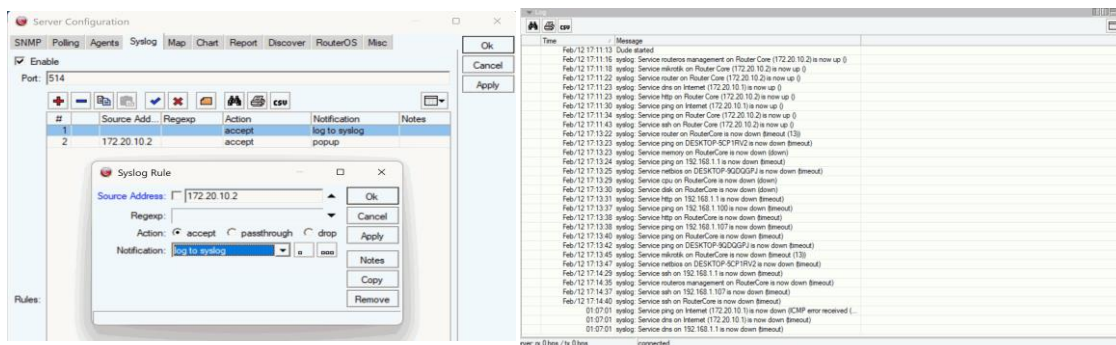 Server Configuration
SNMP Polling Agents Syslog Map Chart Report Discover RouterOS Misc
Enable
Port: 514
Ok
Cancel
Apply
csv
# Source Add... Regexp Action Notification Notes
1 accept log to syslog
2 172.20.10.2 accept popup
Syslog Rule
Source Address: 172.20.10.2
Regexp:
Action: accept passthrough drop
Notification: log to syslog
Ok
Cancel
Apply
Notes
Copy
Remove
Rules:
csv
Time Message
Feb/12 17:11:13 Dude started
Feb/12 17:11:16 syslog: Service routeros management on Router Core (172.20.10.2) is now up ()
Feb/12 17:11:18 syslog: Service mikrotik on Router Core (172.20.10.2) is now up ()
Feb/12 17:11:22 syslog: Service router on Router Core (172.20.10.2) is now up ()
Feb/12 17:11:23 syslog: Service dns on Internet (172.20.10.1) is now up ()
Feb/12 17:11:23 syslog: Service http on Router Core (172.20.10.2) is now up ()
Feb/12 17:11:30 syslog: Service ping on Internet (172.20.10.1) is now up ()
Feb/12 17:11:34 syslog: Service ping on Router Core (172.20.10.2) is now up ()
Feb/12 17:11:43 syslog: Service ssh on Router Core (172.20.10.2) is now up ()
Feb/12 17:13:22 syslog: Service router on RouterCore is now down (timeout (13))
Feb/12 17:13:23 syslog: Service ping on DESKTOP-5CP1RV2 is now down (timeout)
Feb/12 17:13:23 syslog: Service memory on RouterCore is now down (down)
Feb/12 17:13:24 syslog: Service ping on 192.168.1.1 is now down (timeout)
Feb/12 17:13:25 syslog: Service netbios on DESKTOP-9QDQGPJ is now down (timeout)
Feb/12 17:13:29 syslog: Service cpu on RouterCore is now down (down)
Feb/12 17:13:30 syslog: Service disk on RouterCore is now down (down)
Feb/12 17:13:31 syslog: Service http on 192.168.1.1 is now down (timeout)
Feb/12 17:13:37 syslog: Service ping on 192.168.1.100 is now down (timeout)
Feb/12 17:13:38 syslog: Service http on RouterCore is now down (timeout)
Feb/12 17:13:38 syslog: Service ping on 192.168.1.107 is now down (timeout)
Feb/12 17:13:40 syslog: Service ping on RouterCore is now down (timeout)
Feb/12 17:13:42 syslog: Service ping on DESKTOP-9QDQGPJ is now down (timeout)
Feb/12 17:13:45 syslog: Service mikrotik on RouterCore is now down (timeout (13))
Feb/12 17:13:47 syslog: Service netbios on DESKTOP-5CP1RV2 is now down (timeout)
Feb/12 17:14:29 syslog: Service ssh on 192.168.1.1 is now down (timeout)
Feb/12 17:14:35 syslog: Service routeros management on RouterCore is now down (timeout)
Feb/12 17:14:37 syslog: Service ssh on 192.168.1.107 is now down (timeout)
Feb/12 17:14:40 syslog: Service ssh on RouterCore is now down (timeout)
01:07:01 syslog: Service ping on Internet (172.20.10.1) is now down (ICMP error received (...
01:07:01 syslog: Service dns on Internet (172.20.10.1) is now down (timeout)
01:07:01 syslog: Service dns on 192.168.1.1 is now down (timeout)
connected